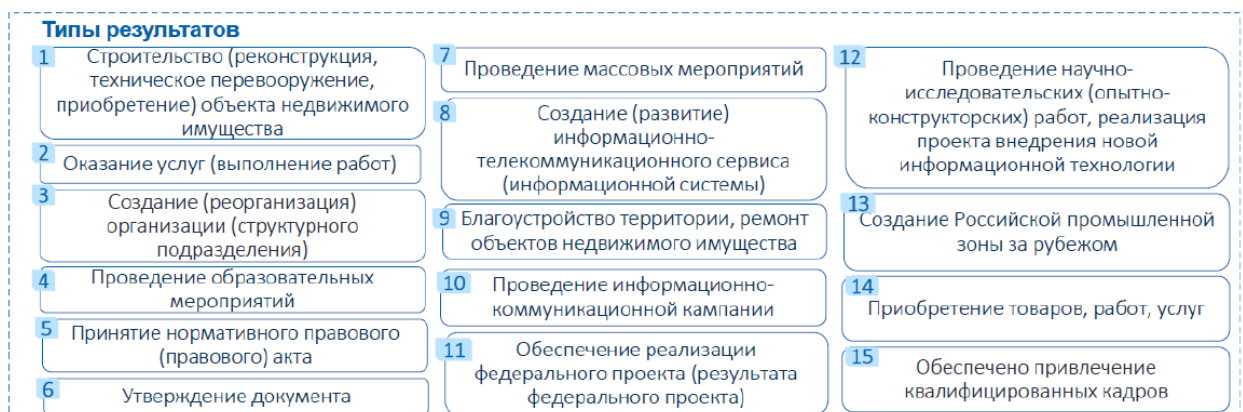 Типы результатов
1
Строительство (реконструкция,
техническое перевооружение,
приобретение) объекта недвижимого
имущества
2
Оказание услуг (выполнение работ)
3
Создание (реорганизация)
организации (структурного
подразделения)
4
Проведение образовательных
мероприятий
5
Принятие нормативного правового
(правового) акта
6
Утверждение документа
7
Проведение массовых мероприятий
8
Создание (развитие)
информационно-
телекоммуникационного сервиса
(информационной системы)
9
Благоустройство территории, ремонт
объектов недвижимого имущества
10
Проведение информационно-
коммуникационной кампании
11
Обеспечение реализации
федерального проекта (результата
федерального проекта)
12
Проведение научно-
исследовательских (опытно-
конструкторских) работ, реализация
проекта внедрения новой
информационной технологии
13
Создание Российской промышленной
зоны за рубежом
14
Приобретение товаров, работ, услуг
15
Обеспечено привлечение
квалифицированных кадров